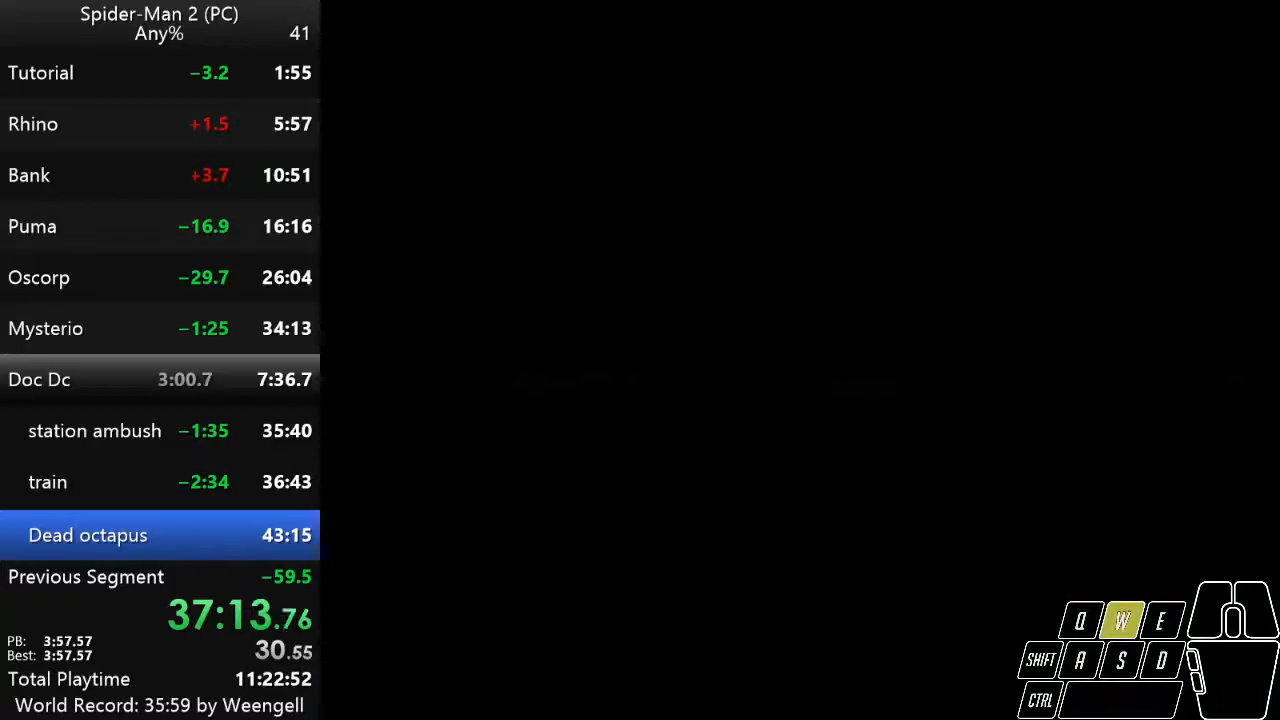 Spider-Man 2 (PC)
Any% 41
Tutorial −3.2 1:55
Rhino +1.5 5:57
Bank +3.7 10:51
Puma −16.9 16:16
Oscorp −29.7 26:04
Mysterio −1:25 34:13
Doc Dc 3:00.7 7:36.7
station ambush −1:35 35:40
train −2:34 36:43
Dead octapus 43:15
Previous Segment −59.5
37:13.76
PB: 3:57.57
Best: 3:57.57 30.55
Total Playtime 11:22:52
World Record: 35:59 by Weengell
Q W E
SHIFT A S D
CTRL